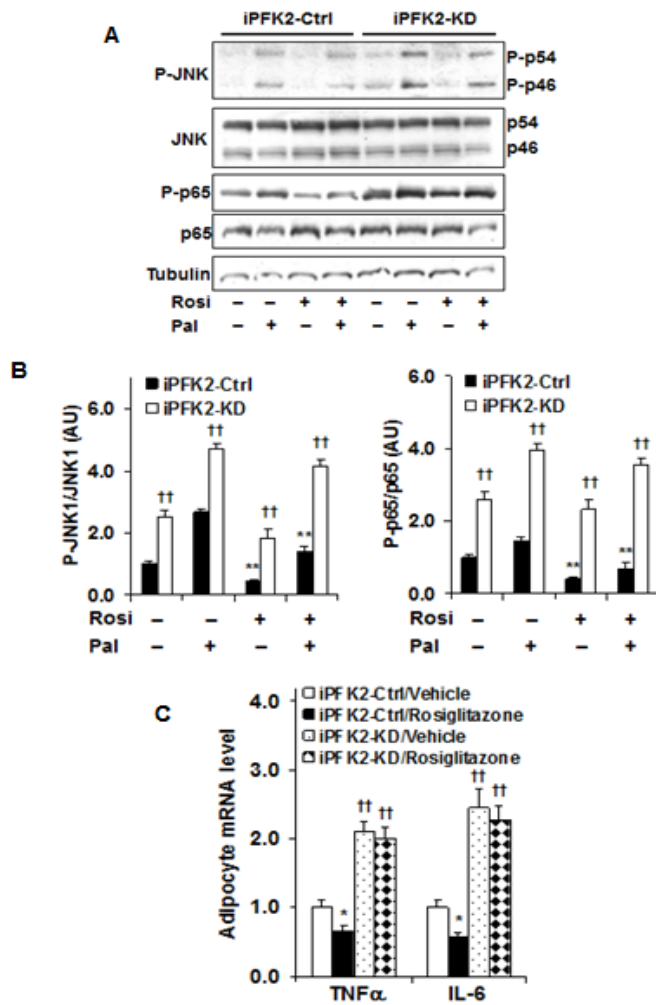 A
iPFK2-Ctrl iPFK2-KD
P-JNK P-p54
P-p46
JNK p54
p46
P-p65
p65
Tubulin
Rosi – – + + – – + +
Pal – + – + – + – +
B
iPFK2-Ctrl
iPFK2-KD
P-JNK1/JNK1 (AU)
6.0
4.0
2.0
0.0
††
††
††
††
**
**
Rosi – – + +
Pal – + – +
iPFK2-Ctrl
iPFK2-KD
P-p65/p65 (AU)
6.0
4.0
2.0
0.0
††
††
††
††
**
**
Rosi – – + +
Pal – + – +
C
iPFK2-Ctrl/Vehicle
iPFK2-Ctrl/Rosiglitazone
iPFK2-KD/Vehicle
iPFK2-KD/Rosiglitazone
Adipocyte mRNA level
4.0
3.0
2.0
1.0
0.0
†† ††
†† ††
*
*
TNFα IL-6